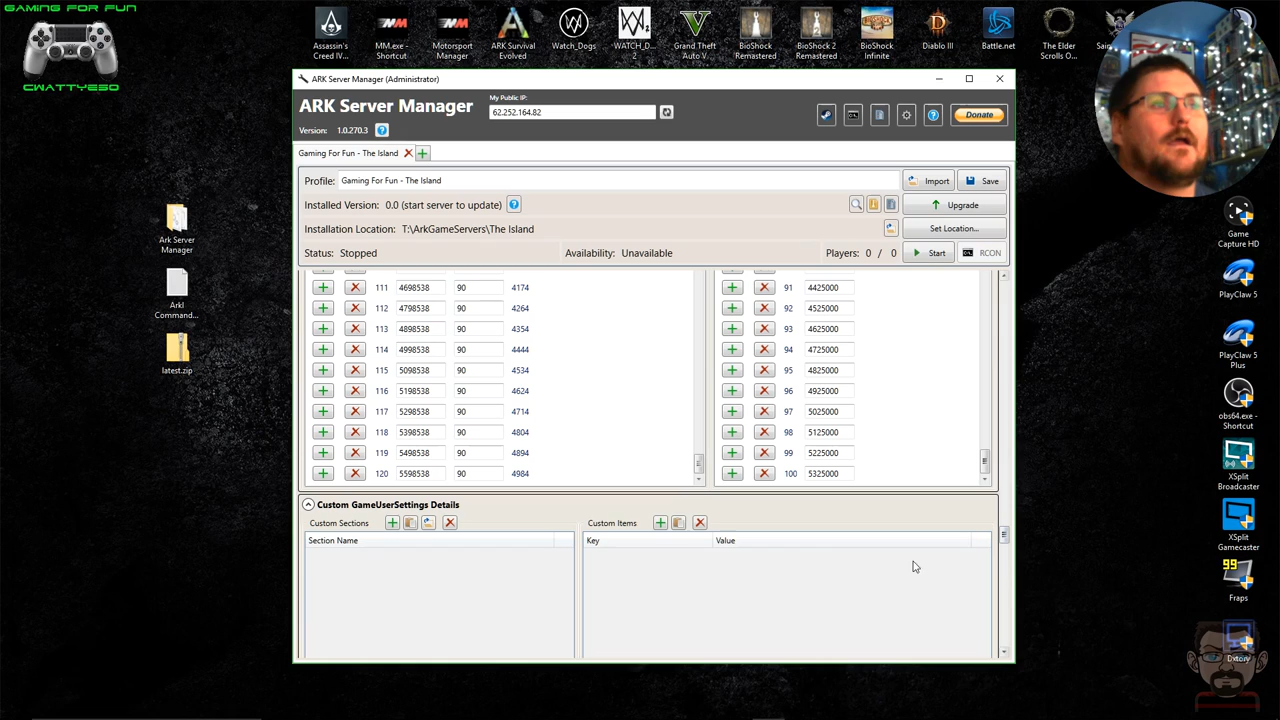 GAMING FOR FUN
CWATTYE50
Assassin's Creed IV...
MM.exe - Shortcut
Motorsport Manager
ARK Survival Evolved
Watch_Dogs
WATCH_D... 2
Grand Theft Auto V
BioShock Remastered
BioShock 2 Remastered
BioShock Infinite
Diablo III
Battle.net
The Elder Scrolls O...
ARK Server Manager (Administrator)
ARK Server Manager
My Public IP:
62.252.164.82
Donate
Version: 1.0.270.3
Gaming For Fun - The Island
Profile: Gaming For Fun - The Island
Import Save
Installed Version: 0.0 (start server to update)
Upgrade
Installation Location: T:\ArkGameServers\The Island
Set Location...
Status: Stopped
Availability: Unavailable
Players: 0 / 0
Start RCON
111 4698538 90 4174
91 4425000
112 4798538 90 4264
92 4525000
113 4898538 90 4354
93 4625000
114 4998538 90 4444
94 4725000
115 5098538 90 4534
95 4825000
116 5198538 90 4624
96 4925000
117 5298538 90 4714
97 5025000
118 5398538 90 4804
98 5125000
119 5498538 90 4894
99 5225000
120 5598538 90 4984
100 5325000
Custom GameUserSettings Details
Custom Sections
Custom Items
Section Name
Key Value
Ark Server Manager
ArkI Command...
latest.zip
Game Capture HD
PlayClaw 5
PlayClaw 5 Plus
obs64.exe - Shortcut
XSplit Broadcaster
XSplit Gamecaster
99
Fraps
Dxtory